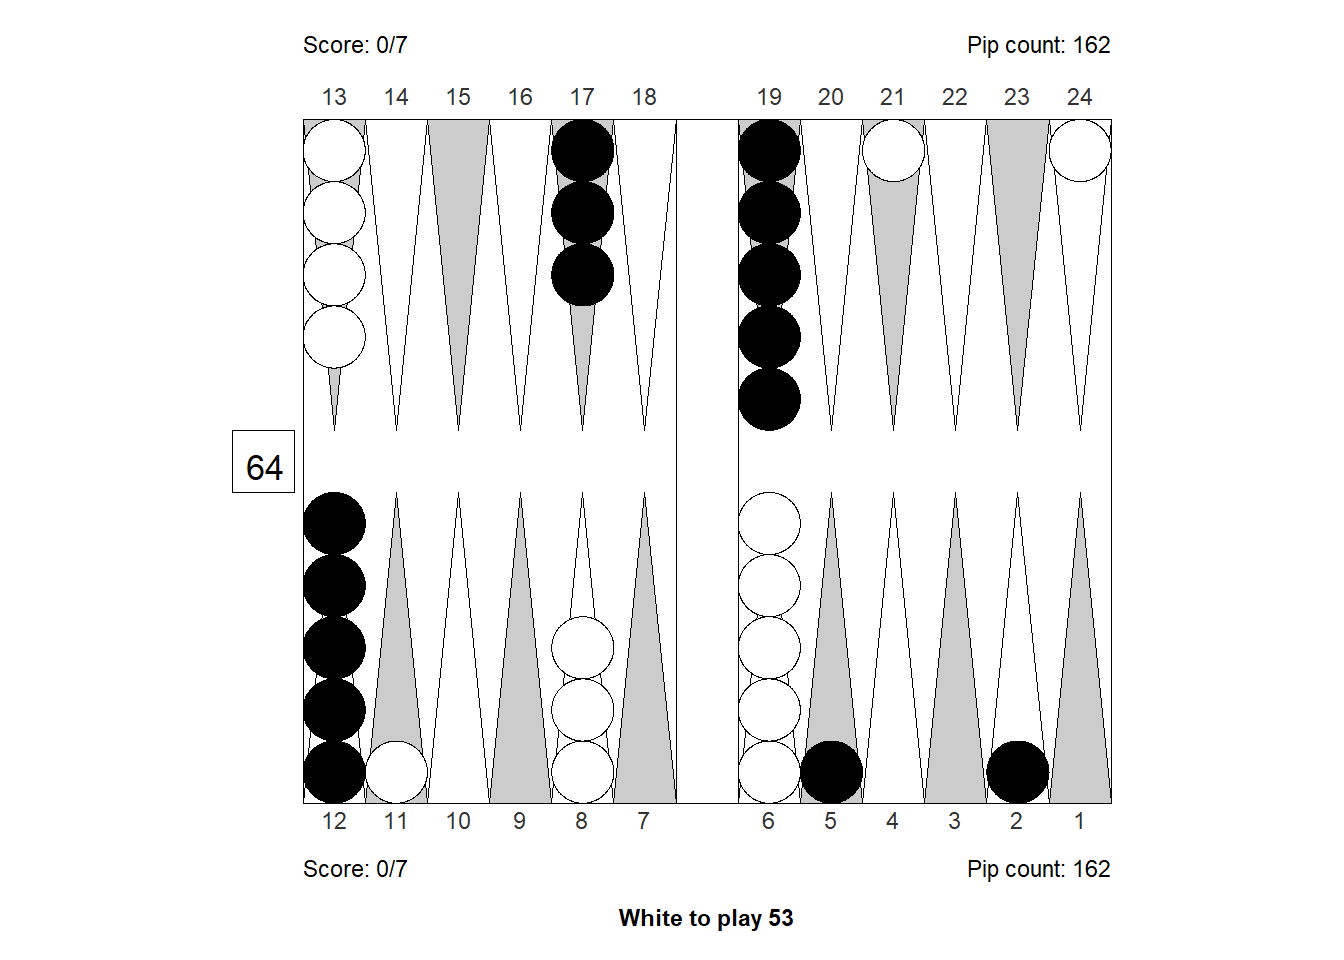 Score: 0/7 Pip count: 162
13 14 15 16 17 18 19 20 21 22 23 24
64
12 11 10 9 8 7 6 5 4 3 2 1
Score: 0/7 Pip count: 162
White to play 53